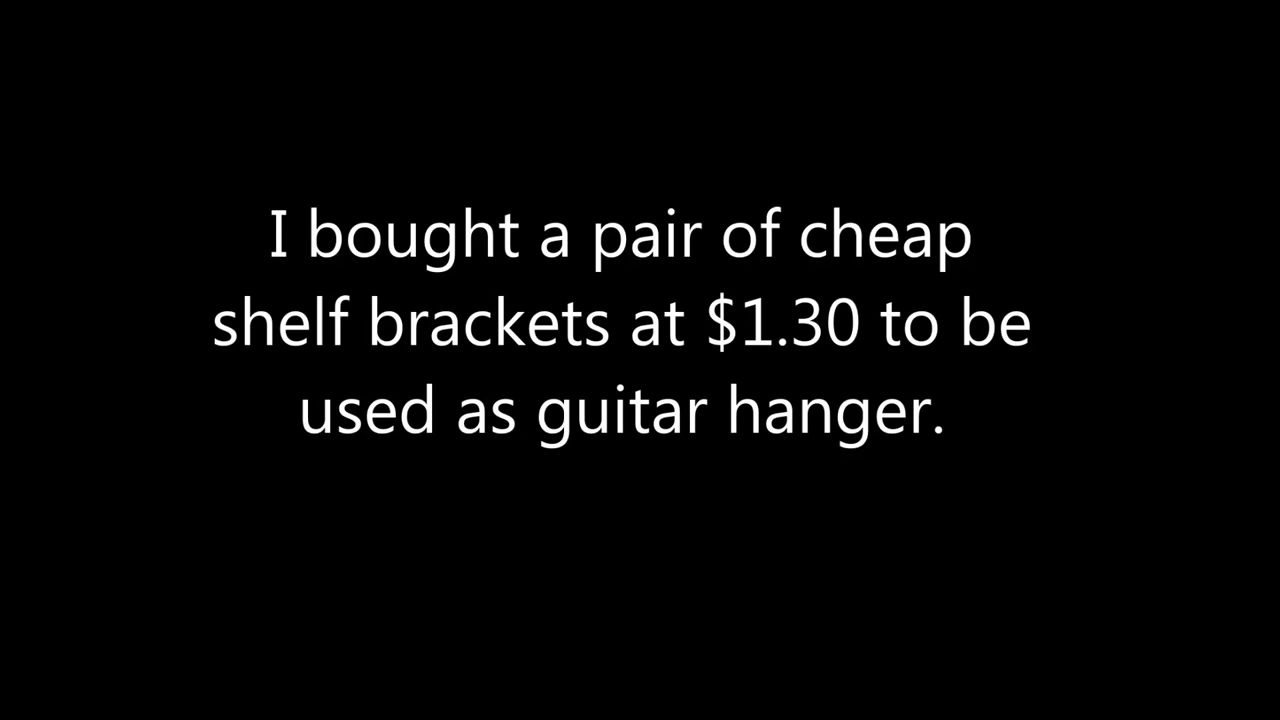 I bought a pair of cheap
shelf brackets at $1.30 to be
used as guitar hanger.